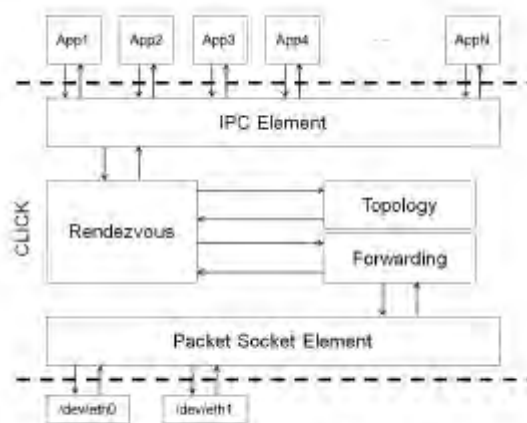 App1 App2 App3 App4 ... AppN
IPC Element
CLICK
Rendezvous
Topology
Forwarding
Packet Socket Element
/dev/eth0 /dev/eth1